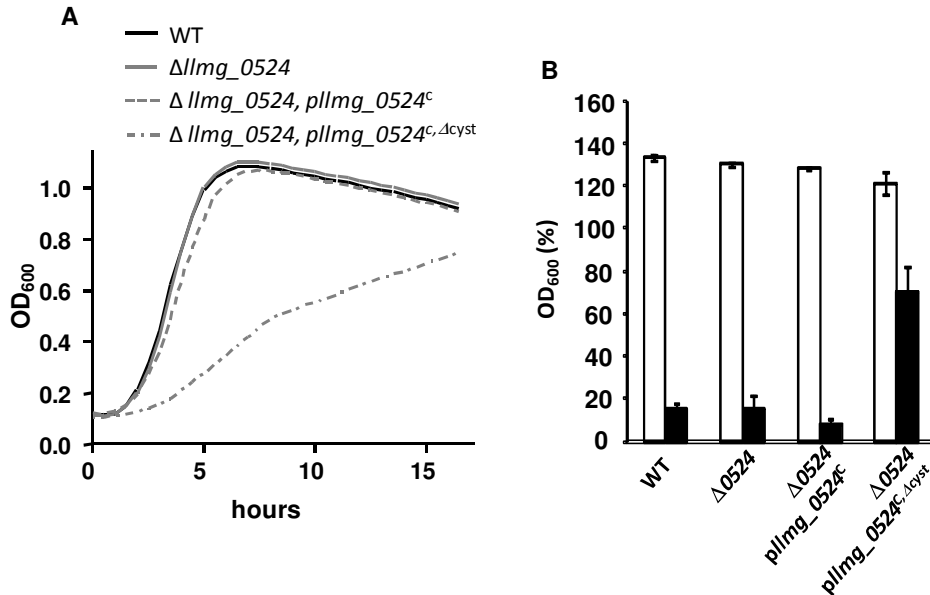 A
WT
Δllmg_0524
Δ llmg_0524, pllmg_0524c
Δ llmg_0524, pllmg_0524c,Δcyst
OD600
1.0
0.8
0.6
0.4
0.2
0.0
0 5 10 15
hours
B
OD600 (%)
160
140
120
100
80
60
40
20
0
WT
Δ0524
Δ0524
pllmg_0524C
Δ0524
pllmg_0524C,Δcyst